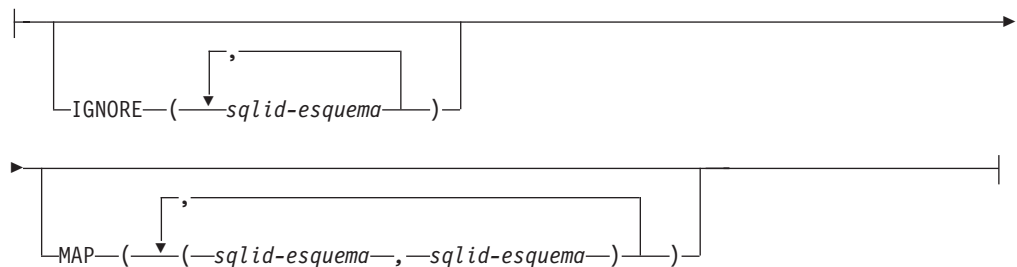 ,
IGNORE ( sqlid-esquema )
,
MAP ( ( sqlid-esquema , sqlid-esquema ) )